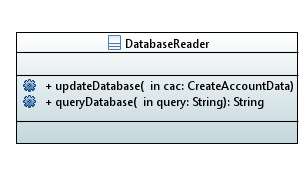 DatabaseReader
+ updateDatabase( in cac: CreateAccountData)
+ queryDatabase( in query: String): String